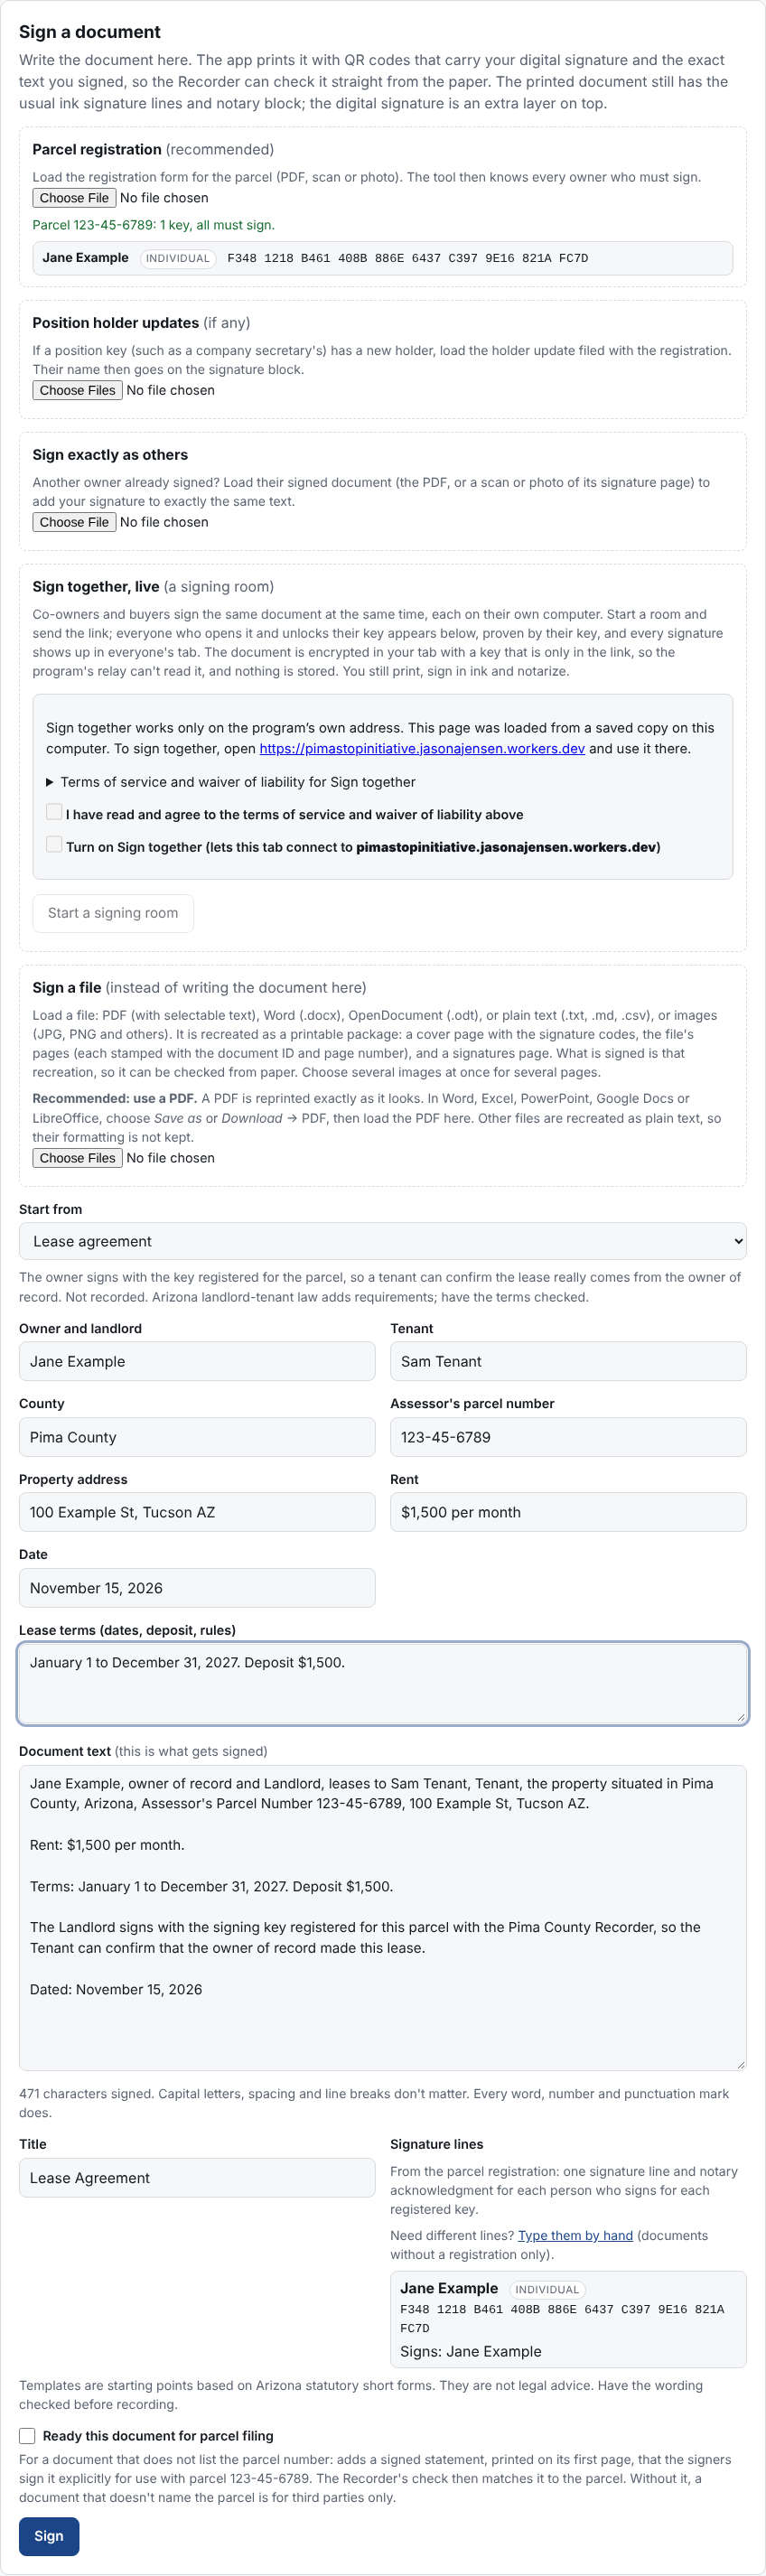 Sign a document
Write the document here. The app prints it with QR codes that carry your digital signature and the exact
text you signed, so the Recorder can check it straight from the paper. The printed document still has the
usual ink signature lines and notary block; the digital signature is an extra layer on top.
Parcel registration (recommended)
Load the registration form for the parcel (PDF, scan or photo). The tool then knows every owner who must sign.
Choose File No file chosen
Parcel 123-45-6789: 1 key, all must sign.
Jane Example INDIVIDUAL F348 1218 B461 408B 886E 6437 C397 9E16 821A FC7D
Position holder updates (if any)
If a position key (such as a company secretary's) has a new holder, load the holder update filed with the registration.
Their name then goes on the signature block.
Choose Files No file chosen
Sign exactly as others
Another owner already signed? Load their signed document (the PDF, or a scan or photo of its signature page) to
add your signature to exactly the same text.
Choose File No file chosen
Sign together, live (a signing room)
Co-owners and buyers sign the same document at the same time, each on their own computer. Start a room and
send the link; everyone who opens it and unlocks their key appears below, proven by their key, and every signature
shows up in everyone's tab. The document is encrypted in your tab with a key that is only in the link, so the
program's relay can't read it, and nothing is stored. You still print, sign in ink and notarize.
Sign together works only on the program's own address. This page was loaded from a saved copy on this
computer. To sign together, open https://pimastopinitiative.jasonajensen.workers.dev and use it there.
▶ Terms of service and waiver of liability for Sign together
I have read and agree to the terms of service and waiver of liability above
Turn on Sign together (lets this tab connect to pimastopinitiative.jasonajensen.workers.dev)
Start a signing room
Sign a file (instead of writing the document here)
Load a file: PDF (with selectable text), Word (.docx), OpenDocument (.odt), or plain text (.txt, .md, .csv), or images
(JPG, PNG and others). It is recreated as a printable package: a cover page with the signature codes, the file's
pages (each stamped with the document ID and page number), and a signatures page. What is signed is that
recreation, so it can be checked from paper. Choose several images at once for several pages.
Recommended: use a PDF. A PDF is reprinted exactly as it looks. In Word, Excel, PowerPoint, Google Docs or
LibreOffice, choose Save as or Download → PDF, then load the PDF here. Other files are recreated as plain text, so
their formatting is not kept.
Choose Files No file chosen
Start from
Lease agreement
The owner signs with the key registered for the parcel, so a tenant can confirm the lease really comes from the owner of
record. Not recorded. Arizona landlord-tenant law adds requirements; have the terms checked.
Owner and landlord
Jane Example
Tenant
Sam Tenant
County
Pima County
Assessor's parcel number
123-45-6789
Property address
100 Example St, Tucson AZ
Rent
$1,500 per month
Date
November 15, 2026
Lease terms (dates, deposit, rules)
January 1 to December 31, 2027. Deposit $1,500.
Document text (this is what gets signed)
Jane Example, owner of record and Landlord, leases to Sam Tenant, Tenant, the property situated in Pima
County, Arizona, Assessor's Parcel Number 123-45-6789, 100 Example St, Tucson AZ.
Rent: $1,500 per month.
Terms: January 1 to December 31, 2027. Deposit $1,500.
The Landlord signs with the signing key registered for this parcel with the Pima County Recorder, so the
Tenant can confirm that the owner of record made this lease.
Dated: November 15, 2026
471 characters signed. Capital letters, spacing and line breaks don't matter. Every word, number and punctuation mark
does.
Title
Lease Agreement
Signature lines
From the parcel registration: one signature line and notary
acknowledgment for each person who signs for each
registered key.
Need different lines? Type them by hand (documents
without a registration only).
Jane Example INDIVIDUAL
F348 1218 B461 408B 886E 6437 C397 9E16 821A
FC7D
Signs: Jane Example
Templates are starting points based on Arizona statutory short forms. They are not legal advice. Have the wording
checked before recording.
Ready this document for parcel filing
For a document that does not list the parcel number: adds a signed statement, printed on its first page, that the signers
sign it explicitly for use with parcel 123-45-6789. The Recorder's check then matches it to the parcel. Without it, a
document that doesn't name the parcel is for third parties only.
Sign